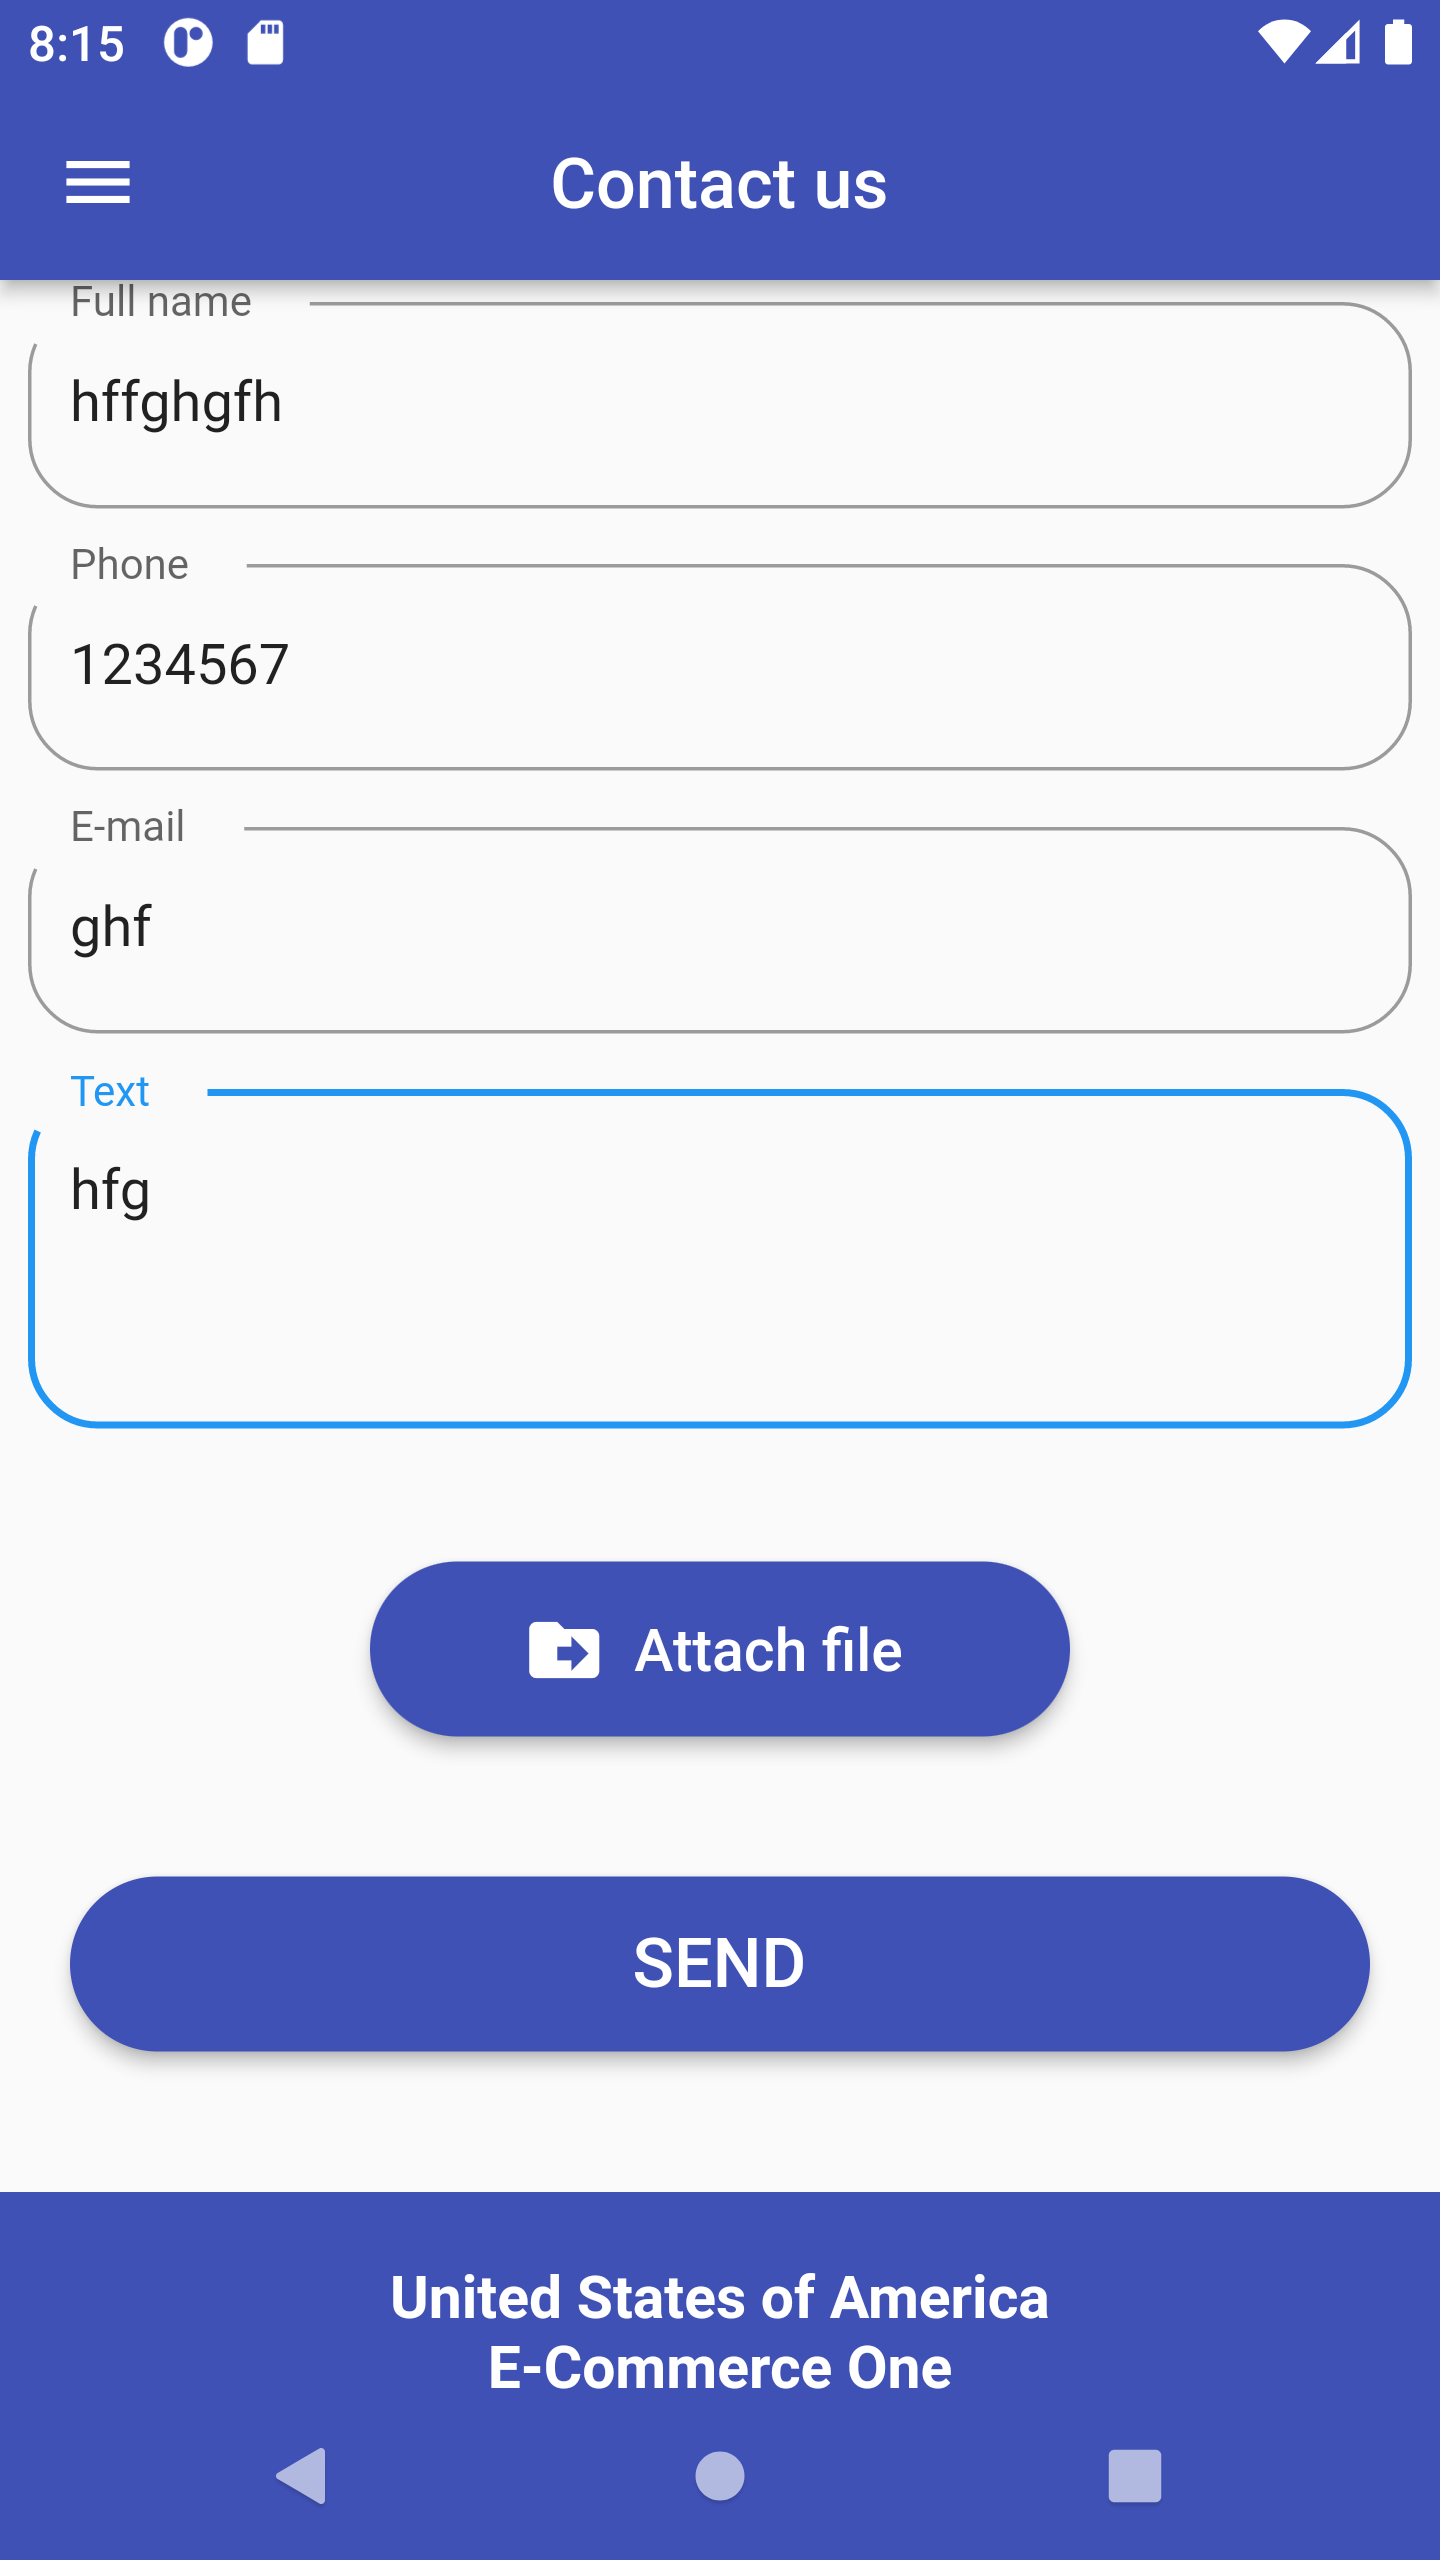 8:15
Contact us
Full name
hffghgfh
Phone
1234567
E-mail
ghf
Text
hfg
Attach file
SEND
United States of America
E-Commerce One